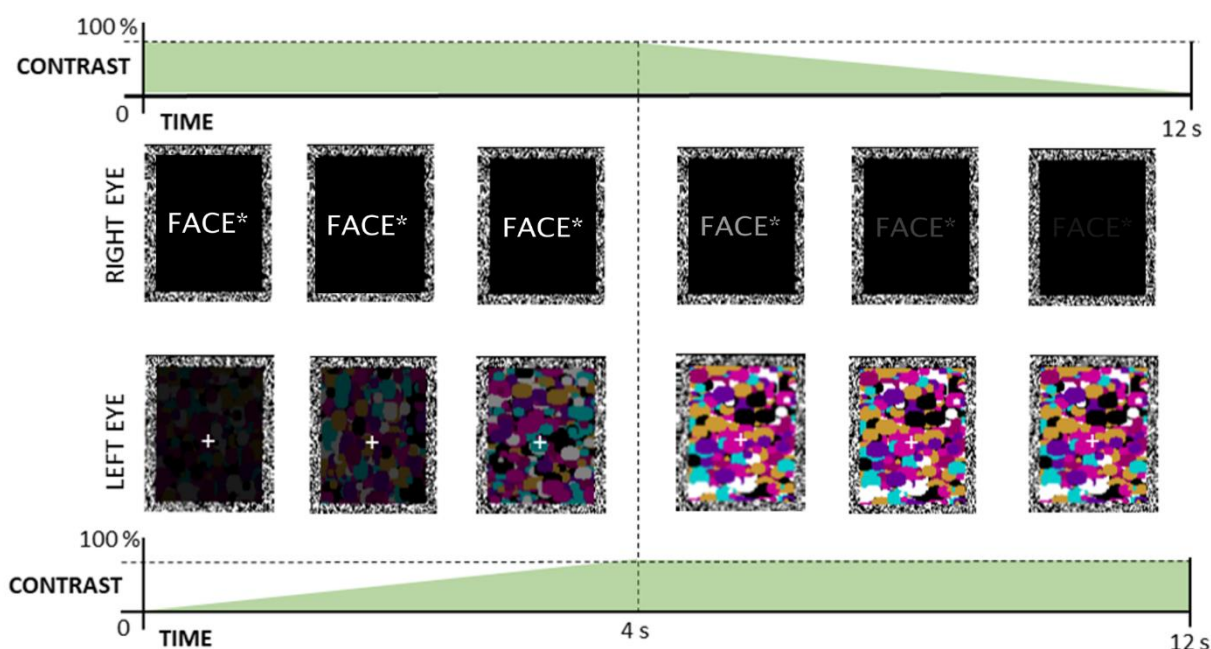 100 %
CONTRAST
0
TIME
12 s
RIGHT EYE
FACE*
FACE*
FACE*
FACE*
FACE*
FACE*
LEFT EYE
100 %
CONTRAST
0
TIME
4 s
12 s